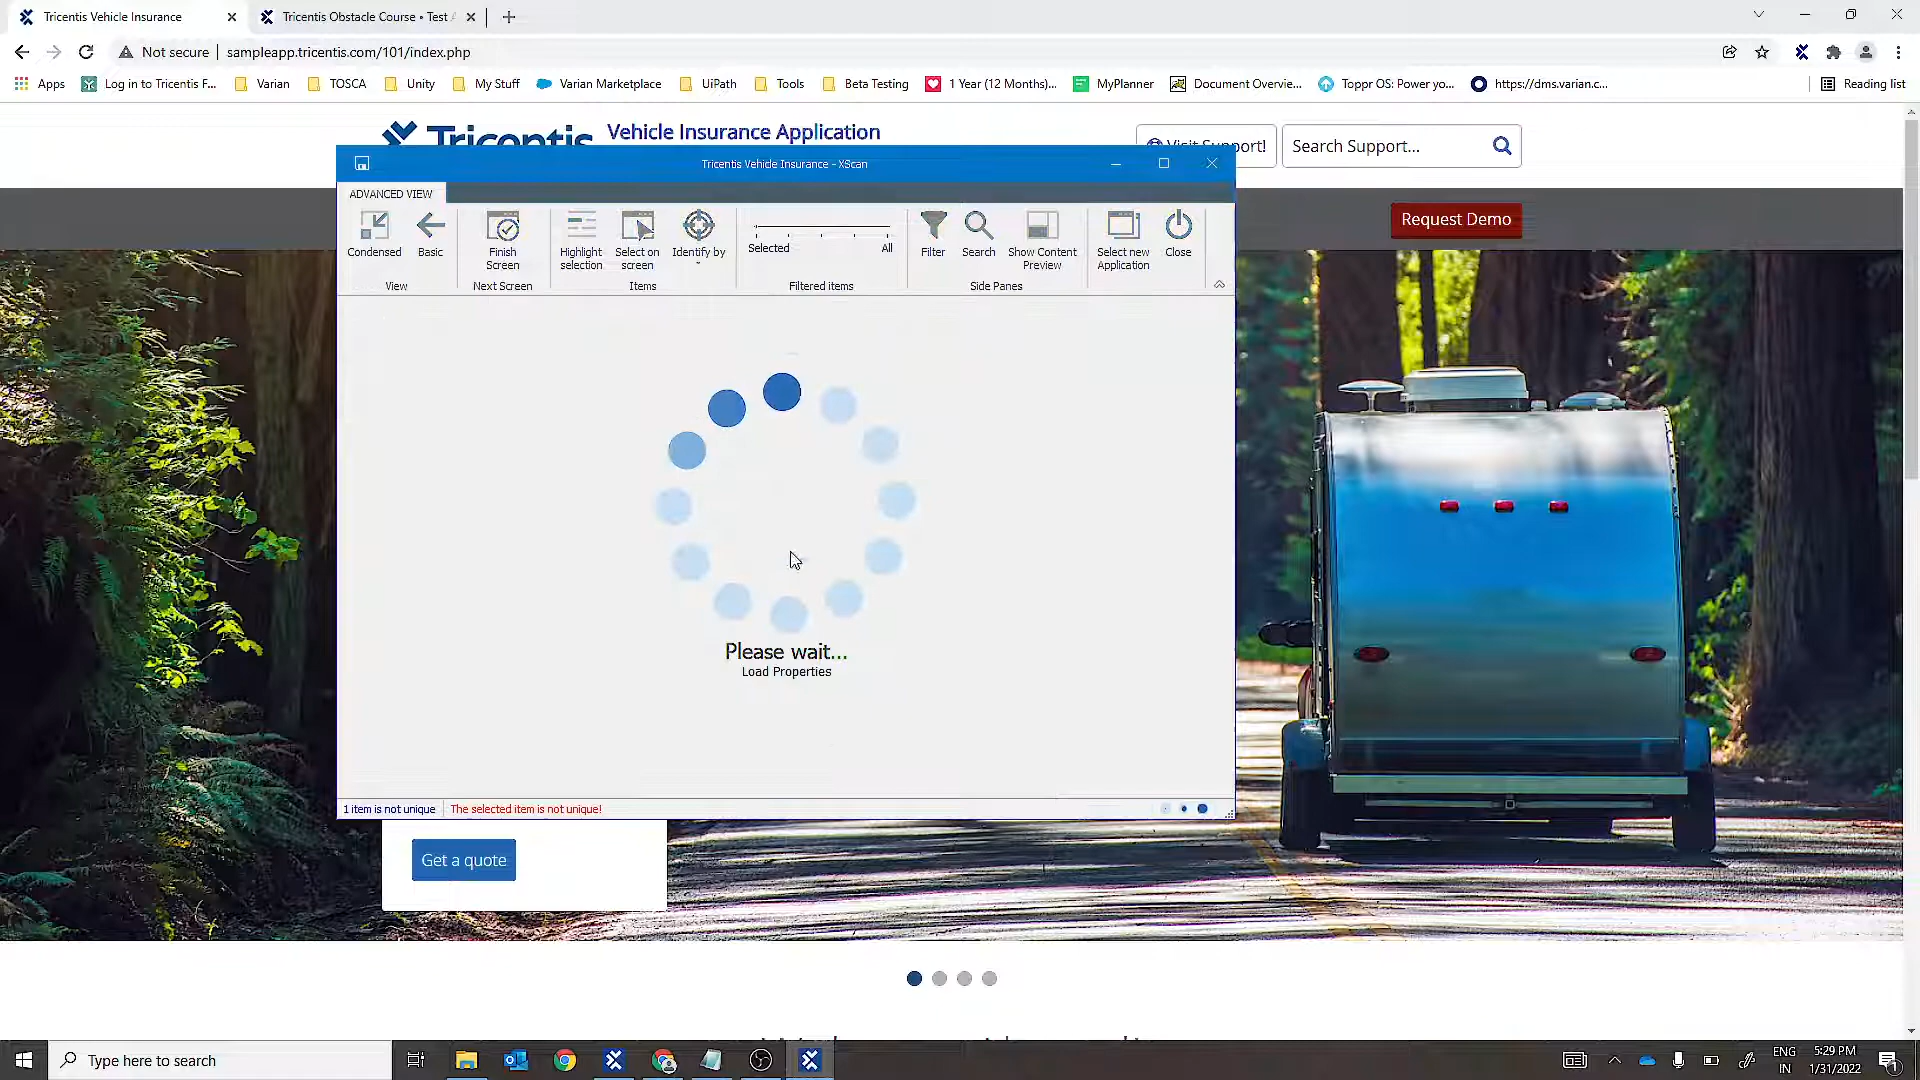 Tricentis Vehicle Insurance
Tricentis Obstacle Course • Test A
Not secure
sampleapp.tricentis.com/101/index.php
Apps
Log in to Tricentis F...
Varian
TOSCA
Unity
My Stuff
Varian Marketplace
UiPath
Tools
Beta Testing
1 Year (12 Months)...
MyPlanner
Document Overvie...
Toppr OS: Power yo...
https://dms.varian.c...
Reading list
Tricentis
Vehicle Insurance Application
Visit Support!
Search Support...
Tricentis Vehicle Insurance - XScan
ADVANCED VIEW
Request Demo
Condensed
Basic
Finish Screen
Highlight selection
Select on screen
Identify by
Selected
All
Filter
Search
Show Content Preview
Select new Application
Close
View
Next Screen
Items
Filtered items
Side Panes
Please wait...
Load Properties
1 item is not unique
The selected item is not unique!
Get a quote
Type here to search
ENG
IN
5:29 PM
1/31/2022
1